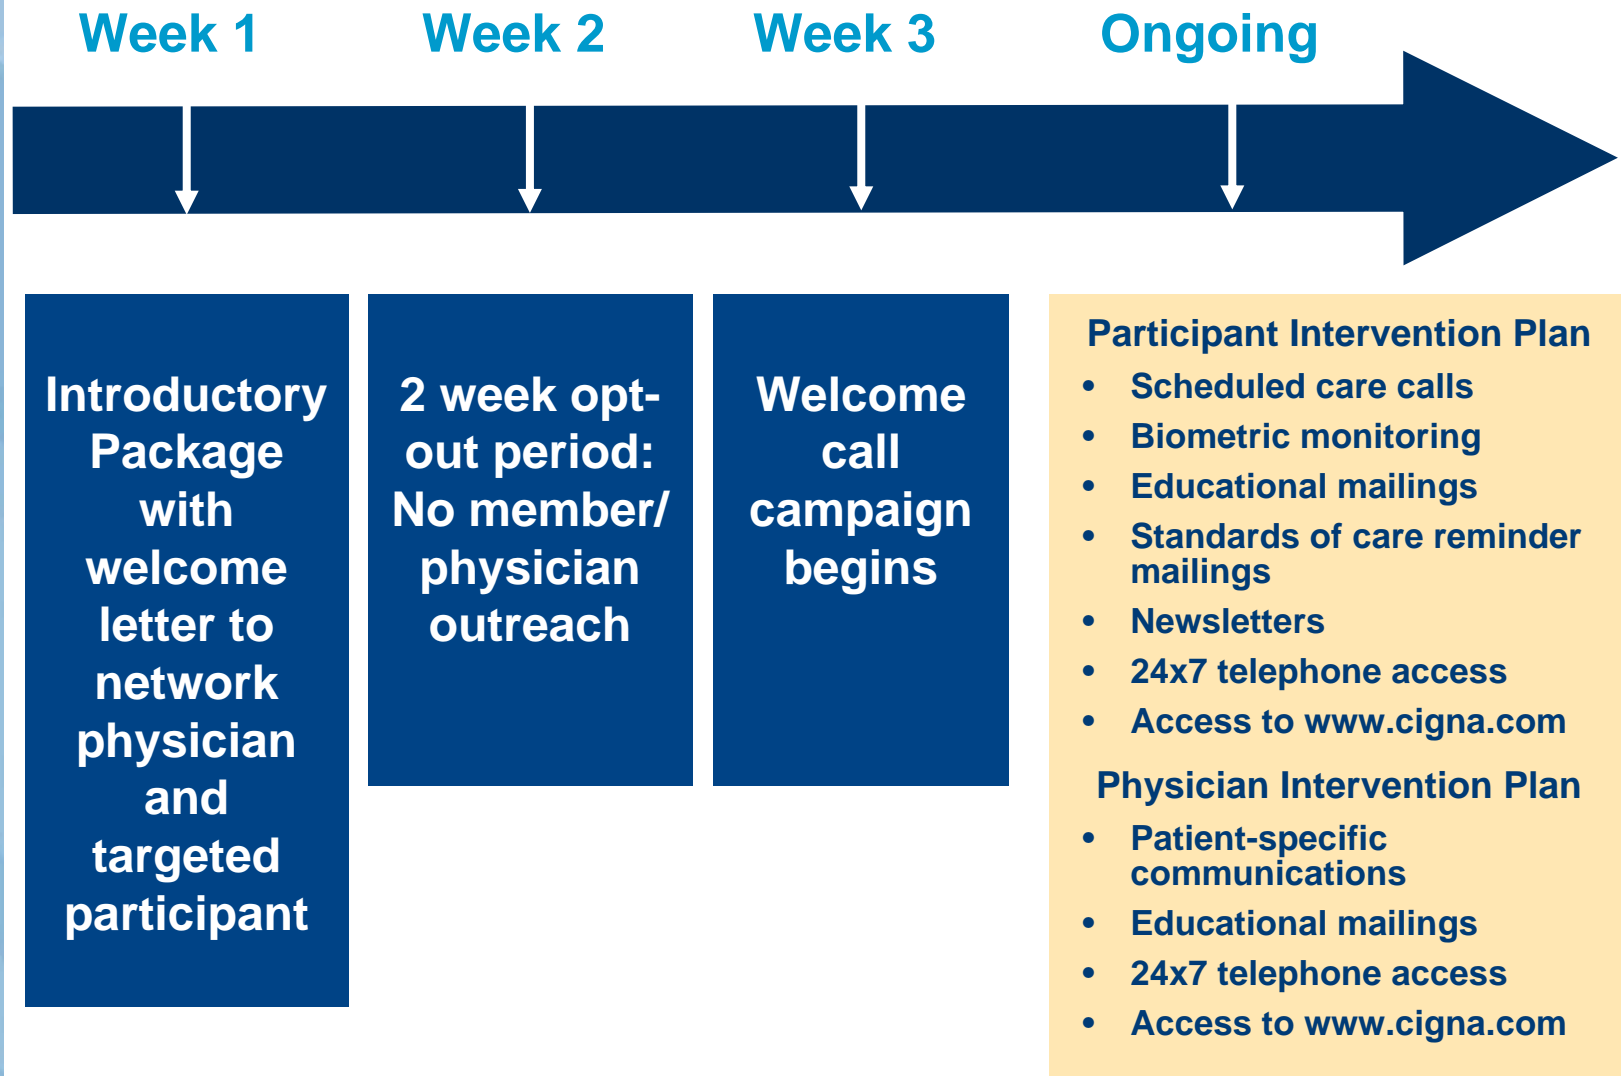 Week 1
Week 2
Week 3
Ongoing
Introductory
Package
with
welcome
letter to
network
physician
and
targeted
participant
2 week opt-
out period:
No member/
physician
outreach
Welcome
call
campaign
begins
Participant Intervention Plan
• Scheduled care calls
• Biometric monitoring
• Educational mailings
• Standards of care reminder
mailings
• Newsletters
• 24x7 telephone access
• Access to www.cigna.com
Physician Intervention Plan
• Patient-specific
communications
• Educational mailings
• 24x7 telephone access
• Access to www.cigna.com